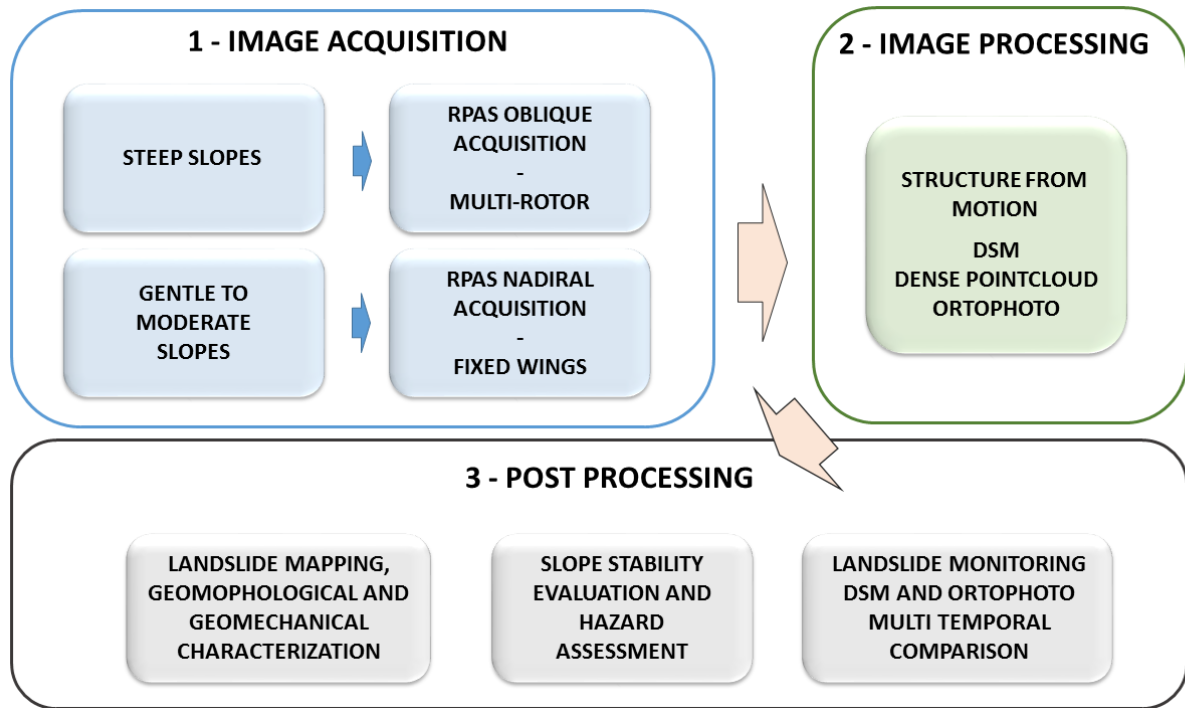 1 - IMAGE ACQUISITION
STEEP SLOPES
RPAS OBLIQUE
ACQUISITION
-
MULTI-ROTOR
GENTLE TO
MODERATE
SLOPES
RPAS NADIRAL
ACQUISITION
-
FIXED WINGS
2 - IMAGE PROCESSING
STRUCTURE FROM
MOTION
DSM
DENSE POINTCLOUD
ORTOPHOTO
3 - POST PROCESSING
LANDSLIDE MAPPING,
GEOMOPHOLOGICAL AND
GEOMECHANICAL
CHARACTERIZATION
SLOPE STABILITY
EVALUATION AND
HAZARD
ASSESSMENT
LANDSLIDE MONITORING
DSM AND ORTOPHOTO
MULTI TEMPORAL
COMPARISON